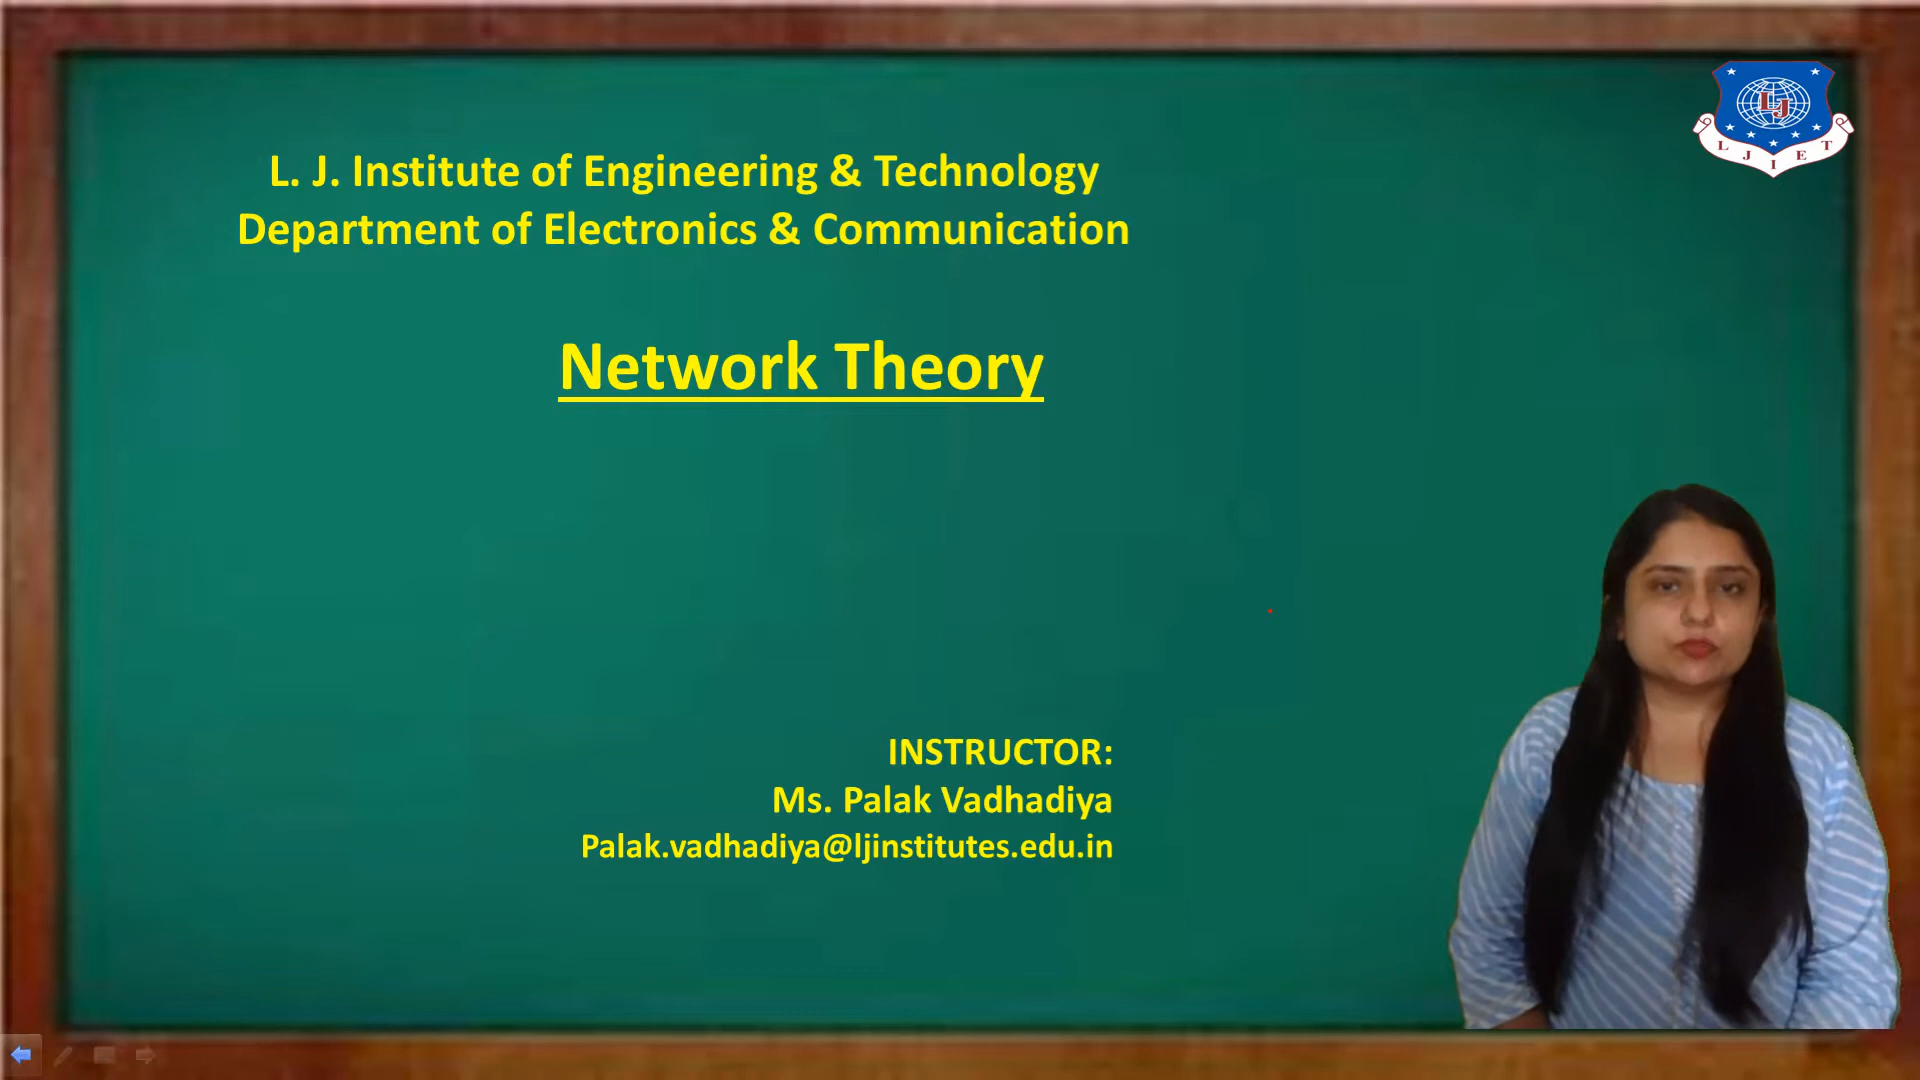 L. J. Institute of Engineering & Technology
Department of Electronics & Communication
LJ
L J I E T
Network Theory
INSTRUCTOR:
Ms. Palak Vadhadiya
Palak.vadhadiya@ljinstitutes.edu.in